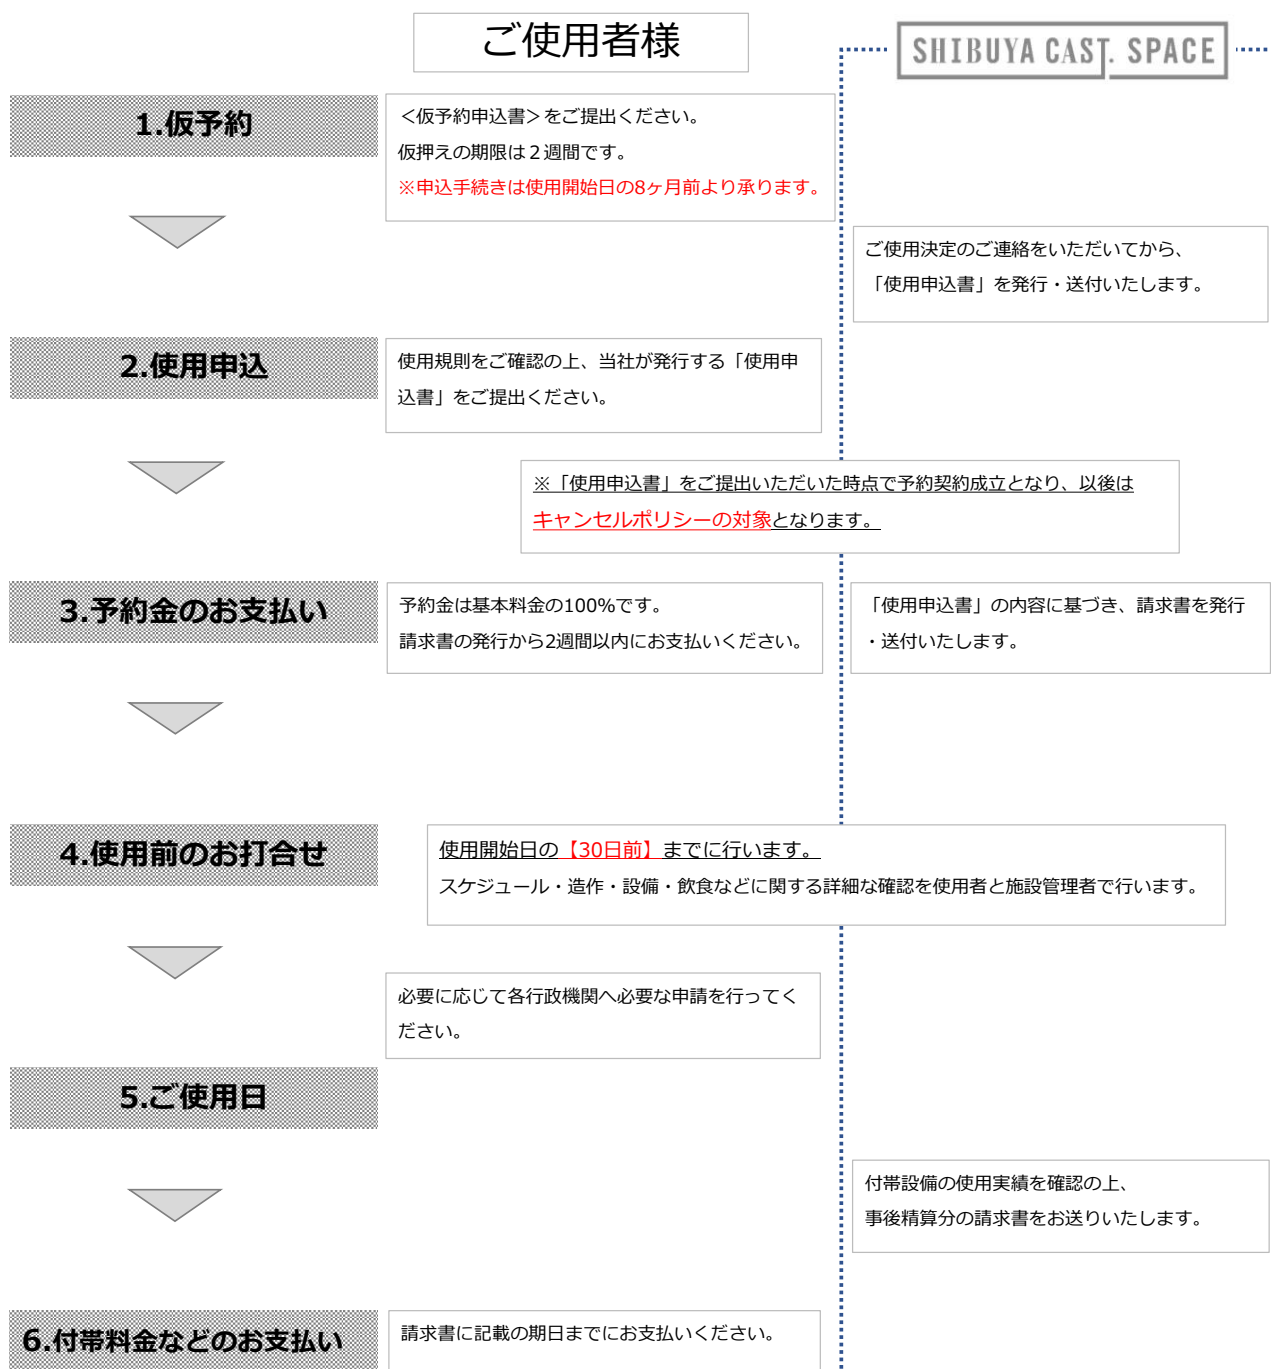 ご使用者様
SHIBUYA CAST. SPACE
1.仮予約
＜仮予約申込書＞をご提出ください。
仮押えの期限は２週間です。
※申込手続きは使用開始日の8ヶ月前より承ります。
ご使用決定のご連絡をいただいてから、
「使用申込書」を発行・送付いたします。
2.使用申込
使用規則をご確認の上、当社が発行する「使用申
込書」をご提出ください。
※「使用申込書」をご提出いただいた時点で予約契約成立となり、以後は
キャンセルポリシーの対象となります。
3.予約金のお支払い
予約金は基本料金の100%です。
請求書の発行から2週間以内にお支払いください。
「使用申込書」の内容に基づき、請求書を発行
・送付いたします。
4.使用前のお打合せ
使用開始日の【30日前】までに行います。
スケジュール・造作・設備・飲食などに関する詳細な確認を使用者と施設管理者で行います。
必要に応じて各行政機関へ必要な申請を行ってく
ださい。
5.ご使用日
付帯設備の使用実績を確認の上、
事後精算分の請求書をお送りいたします。
6.付帯料金などのお支払い
請求書に記載の期日までにお支払いください。